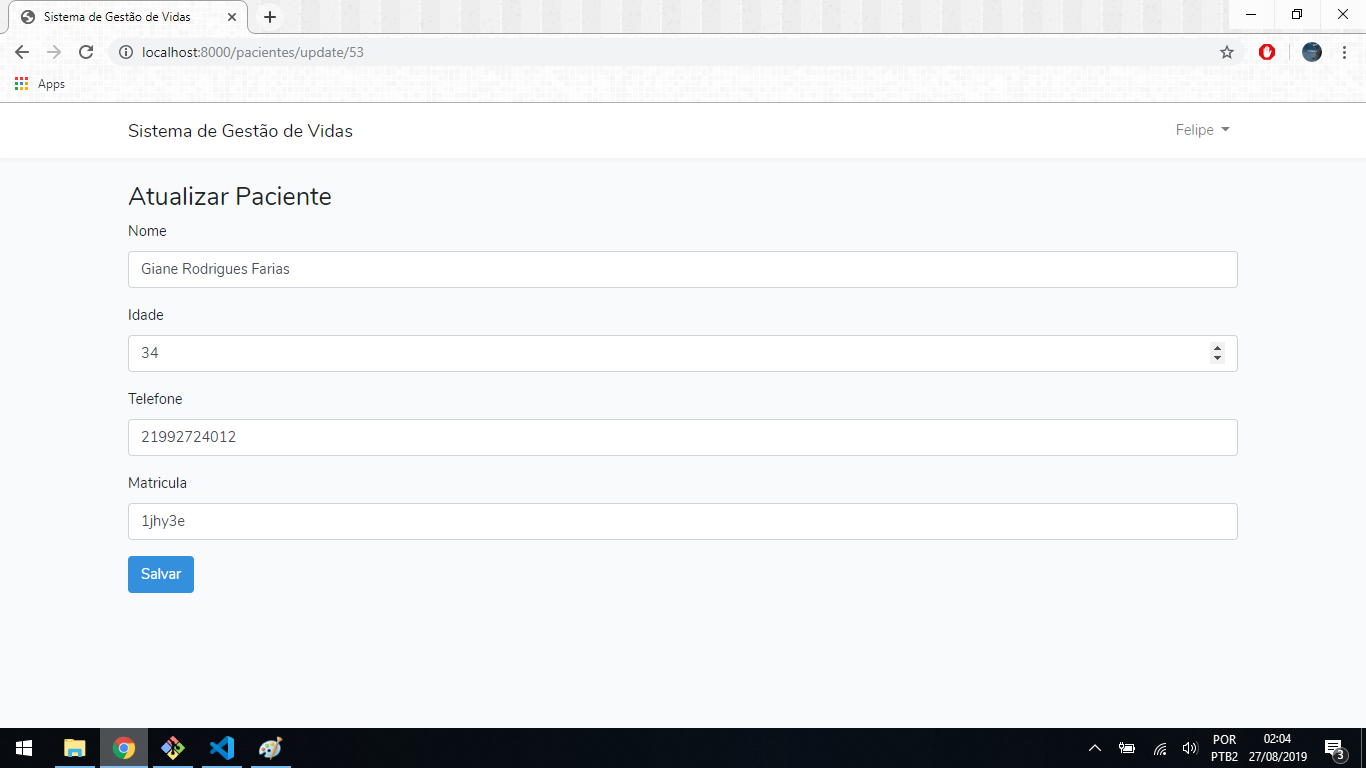 Sistema de Gestão de Vidas
localhost:8000/pacientes/update/53
Apps
Sistema de Gestão de Vidas
Felipe
Atualizar Paciente
Nome
Giane Rodrigues Farias
Idade
34
Telefone
21992724012
Matricula
1jhy3e
Salvar
POR
PTB2
02:04
27/08/2019
3